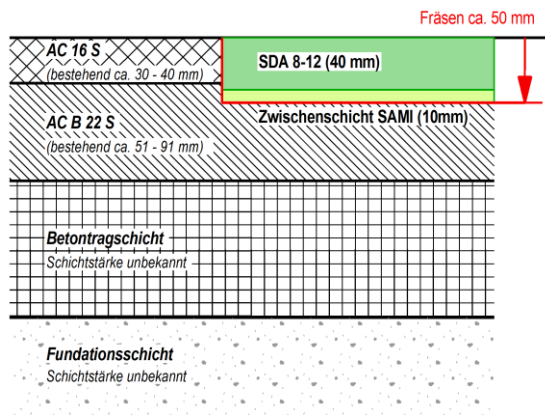 Fräsen ca. 50 mm
AC 16 S
(bestehend ca. 30 - 40 mm)
SDA 8-12 (40 mm)
Zwischenschicht SAMI (10mm)
AC B 22 S
(bestehend ca. 51 - 91 mm)
Betontragschicht
Schichtstärke unbekannt
Fundationsschicht
Schichtstärke unbekannt